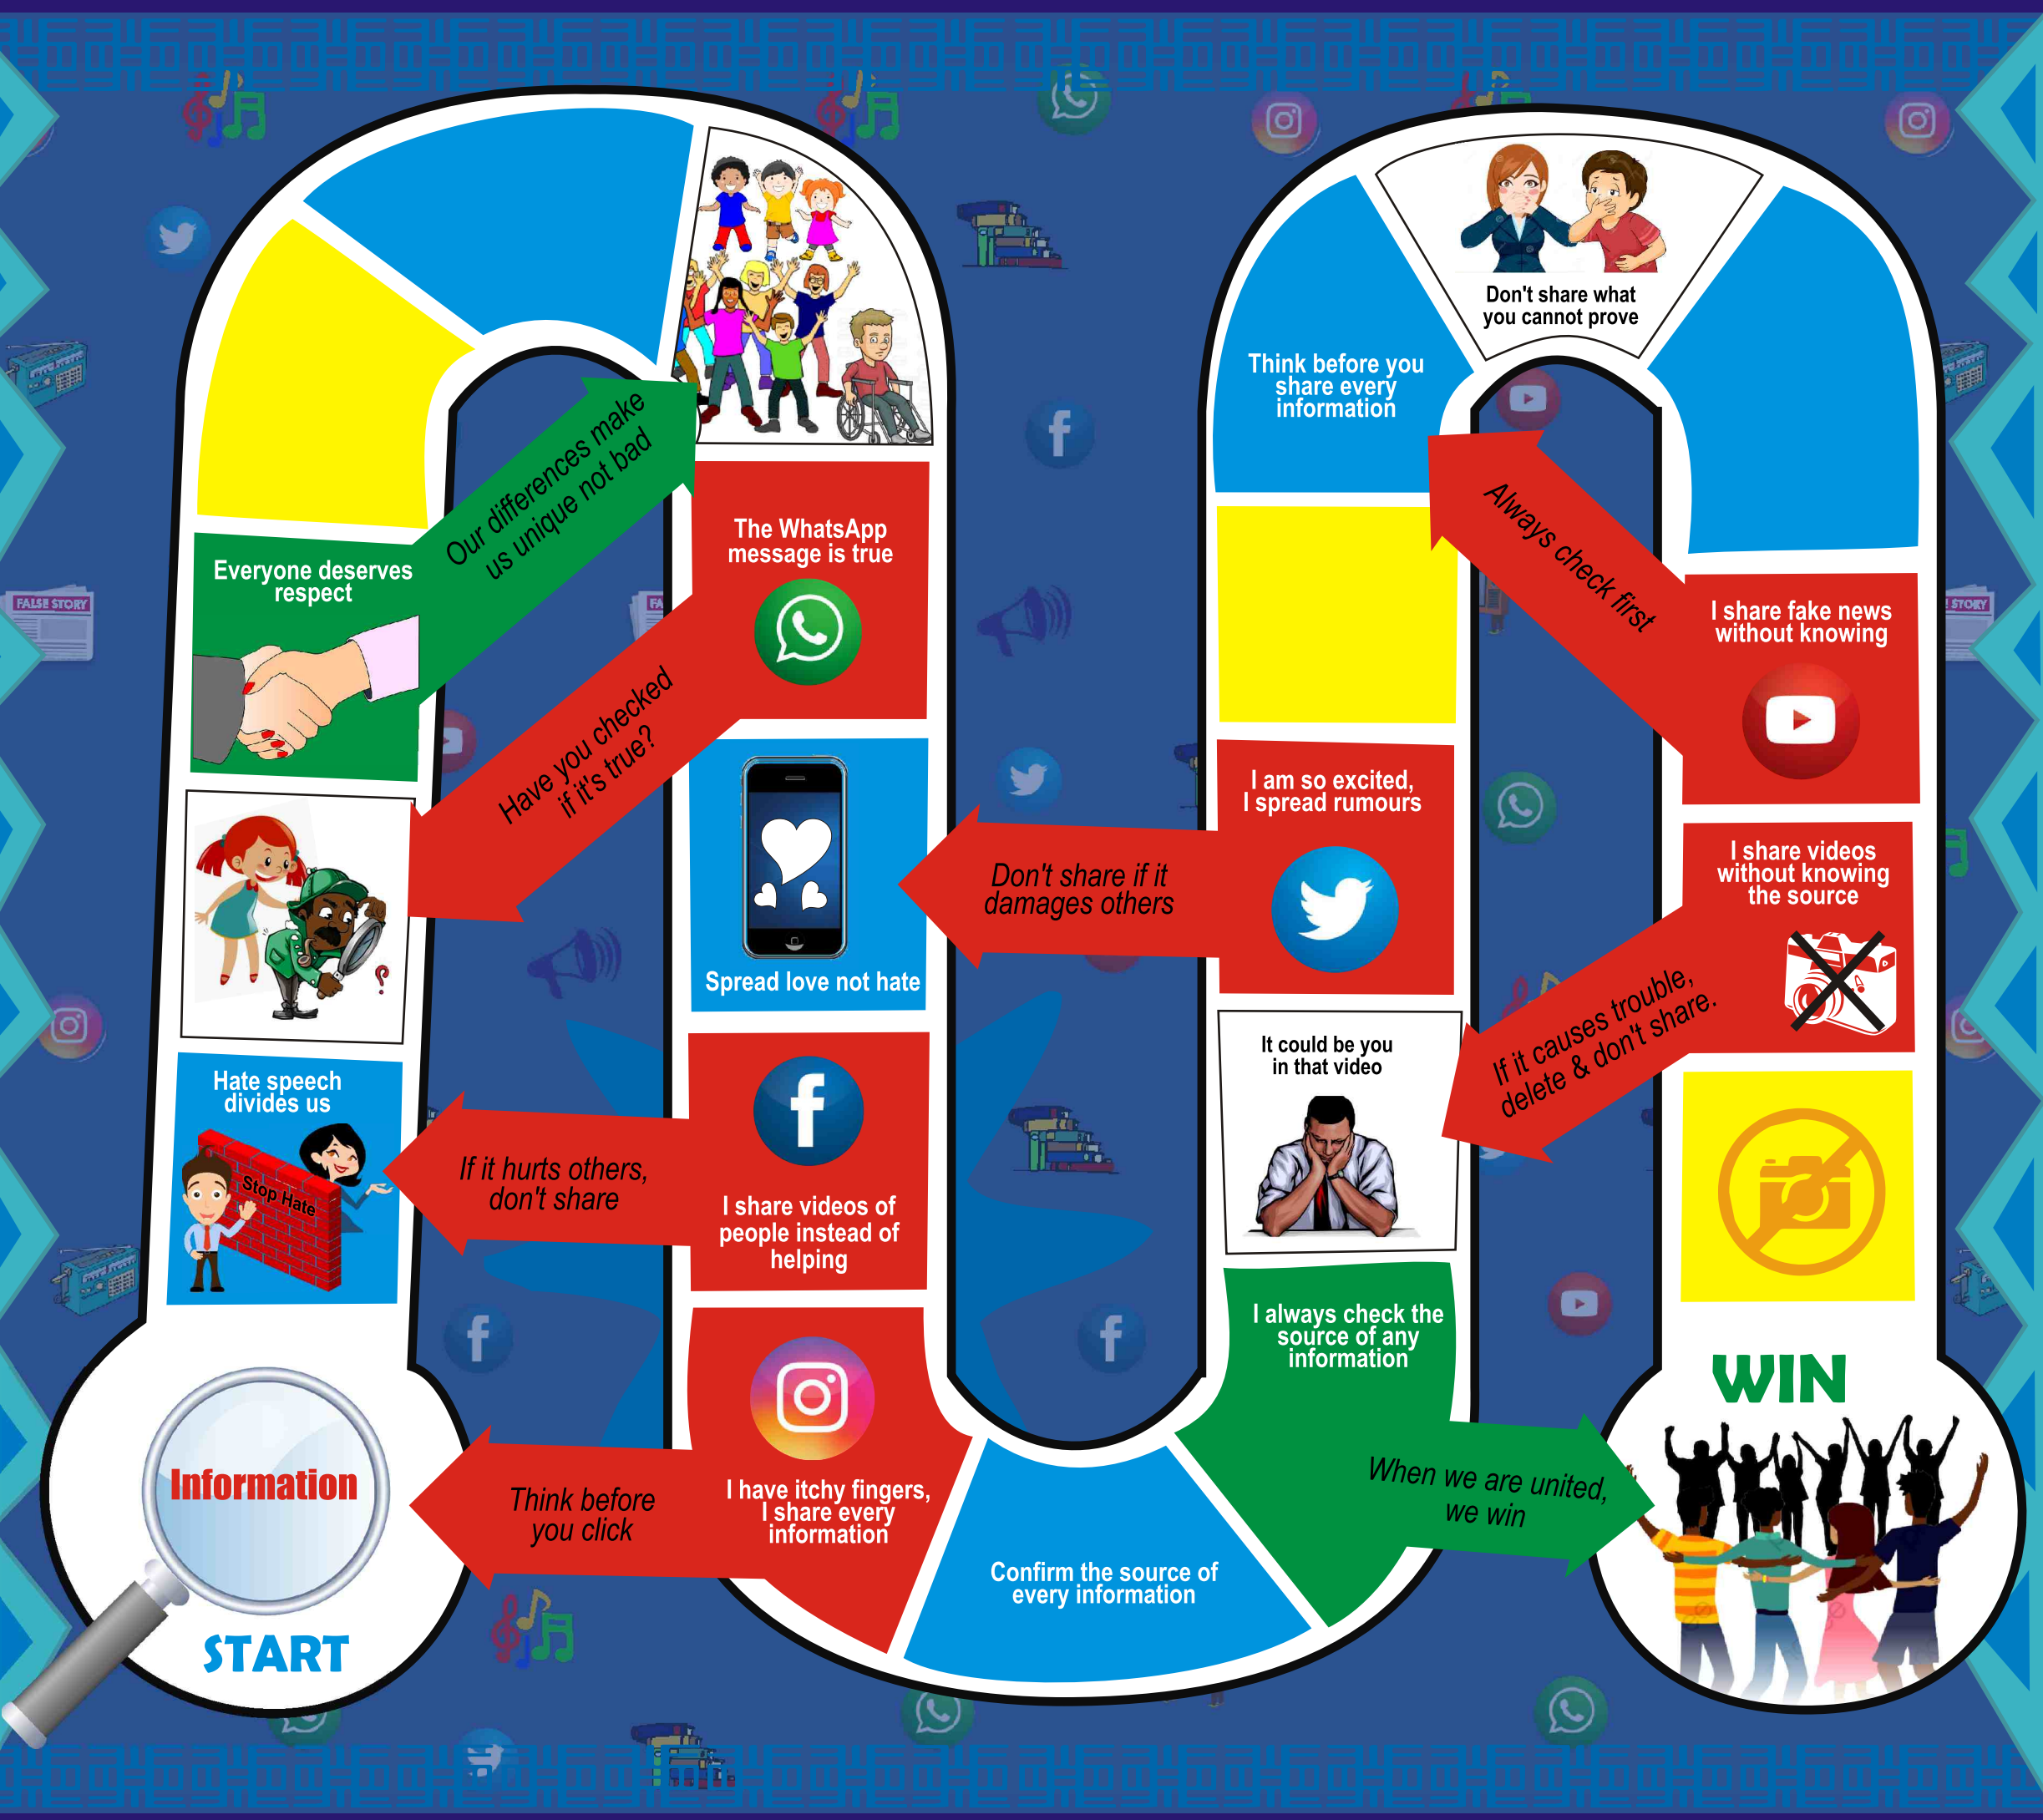 Information
START
Hate speech
divides us
Stop Hate
Everyone deserves
respect
Our differences make
us unique not bad
The WhatsApp
message is true
Have you checked
if it's true?
Spread love not hate
I share videos of
people instead of
helping
If it hurts others,
don't share
I have itchy fingers,
I share every
information
Think before
you click
Confirm the source of
every information
I always check the
source of any
information
When we are united,
we win
It could be you
in that video
I am so excited,
I spread rumours
Don't share if it
damages others
Think before you
share every
information
Don't share what
you cannot prove
I share fake news
without knowing
Always check first
I share videos
without knowing
the source
If it causes trouble,
delete & don't share.
WIN
FALSE STORY
FA
E STORY